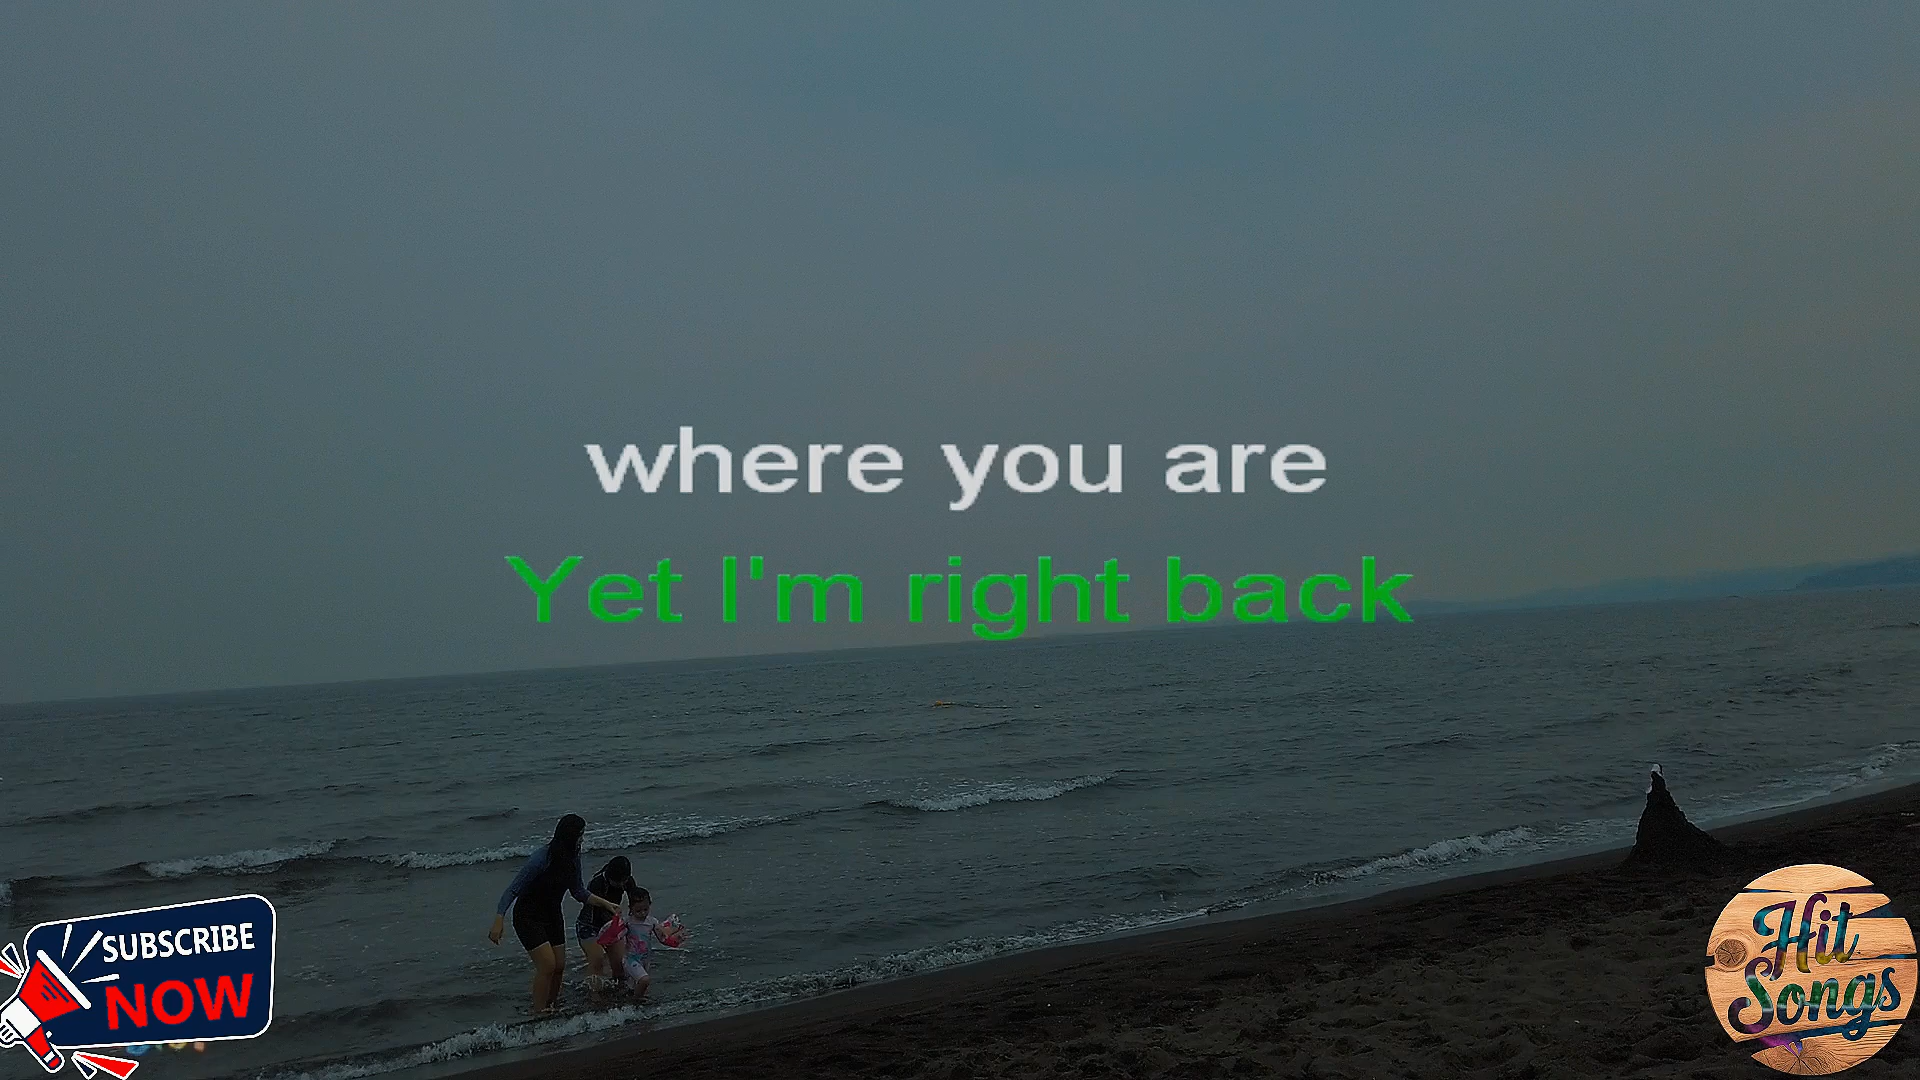 where you are
Yet I'm right back
SUBSCRIBE
NOW
Hit
Songs